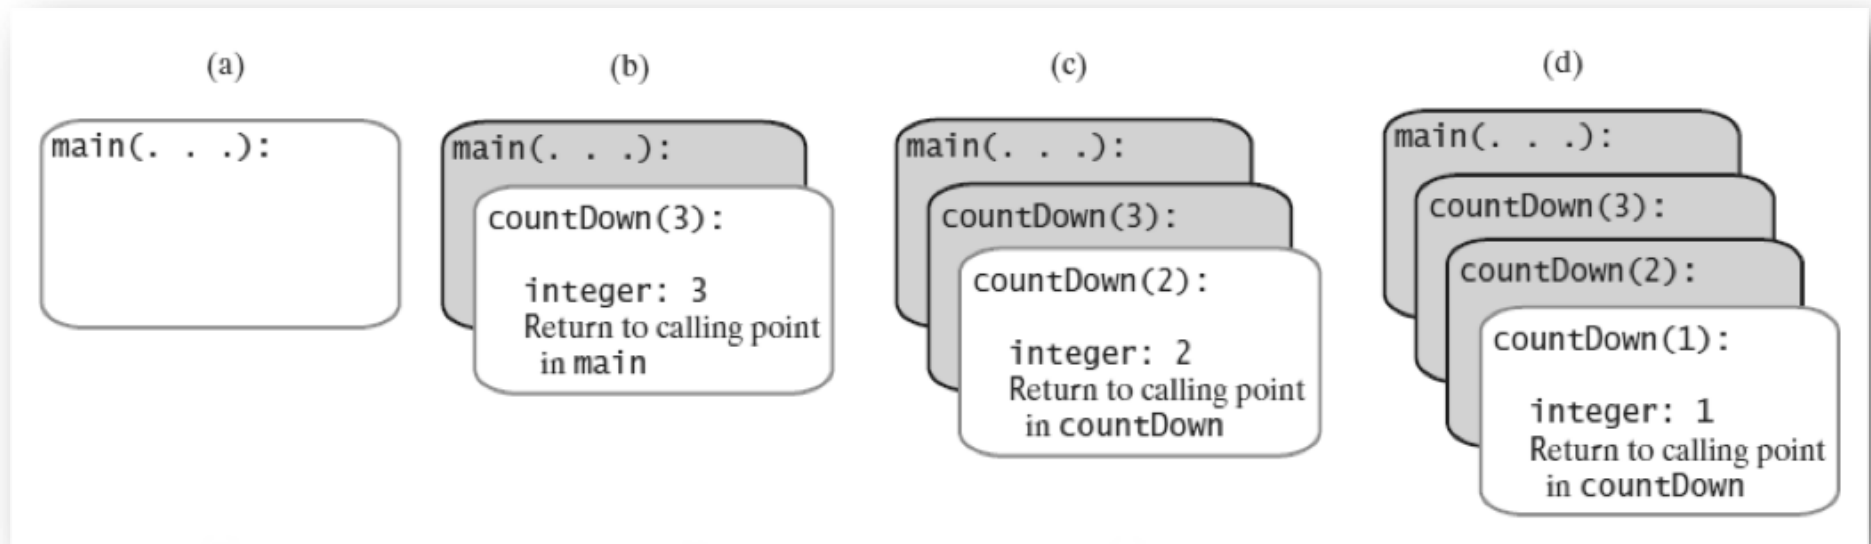 (a)
main(. . .):
(b)
main(. . .):
countDown(3):
integer: 3
Return to calling point
in main
(c)
main(. . .):
countDown(3):
countDown(2):
integer: 2
Return to calling point
in countDown
(d)
main(. . .):
countDown(3):
countDown(2):
countDown(1):
integer: 1
Return to calling point
in countDown